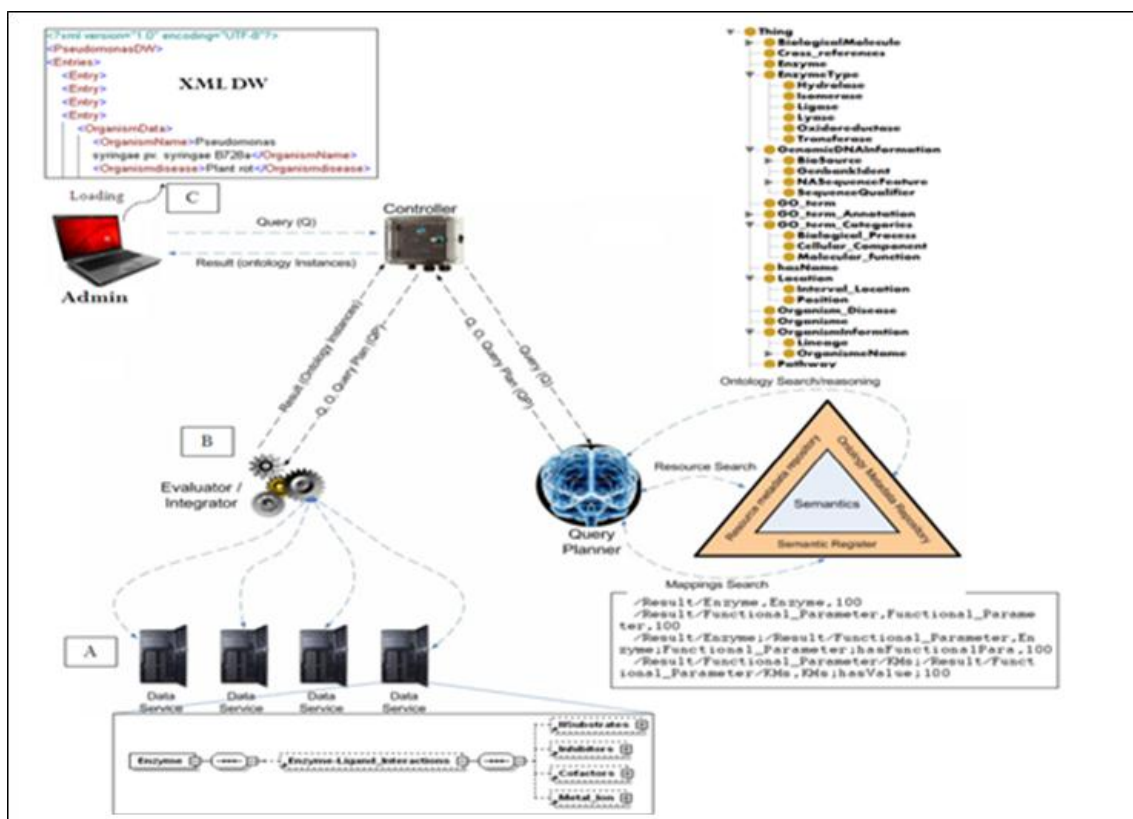 <?xml version="1.0" encoding="UTF-8"?>
<PseudomonasDW>
<Entries>
<Entry>
<Entry>
<Entry>
<Entry>
<OrganismData>
<OrganismName>Pseudomonas
syringae pv. syringae B728a</OrganismName>
<Organismdisease>Plant rot</Organismdisease>
XML DW
Loading
C
Admin
Query (Q)
Result (ontology Instances)
Controller
Result (Ontology Instances)
Q, O, Query Plan (QP)
Q, O, Query Plan (QP)
Query (Q)
Thing
BiologicalMolecule
Cross_references
Enzyme
EnzymeType
Hydrolase
Isomerase
Ligase
Lyase
Oxidoreductase
Transferase
GenomicDNAInformation
BioSource
GenbankIdent
NASequenceFeature
SequenceQualifier
GO_term
GO_term_Annotation
GO_term_Categories
Biological_Process
Cellular_Component
Molecular_function
hasName
Location
Interval_Location
Position
Organism_Disease
Organisme
OrganismInformtion
Lineage
OrganismeName
Pathway
Ontology Search/reasoning
B
Evaluator /
Integrator
Query
Planner
Resource Search
Resource metadata repository
Ontology Metadata Repository
Semantics
Semantic Register
Mappings Search
/Result/Enzyme,Enzyme,100
/Result/Functional_Parameter,Functional_Parame
ter,100
/Result/Enzyme;/Result/Functional_Parameter,En
zyme;Functional_Parameter;hasFunctionalPara,100
/Result/Functional_Parameter/KMs;/Result/Funct
ional_Parameter/KMs,KMs;hasValue;100
A
Data
Service
Data
Service
Data
Service
Data
Service
Enzyme
Enzyme-Ligand_Interactions
Inhibitors
Cofactors
Metal_Ion